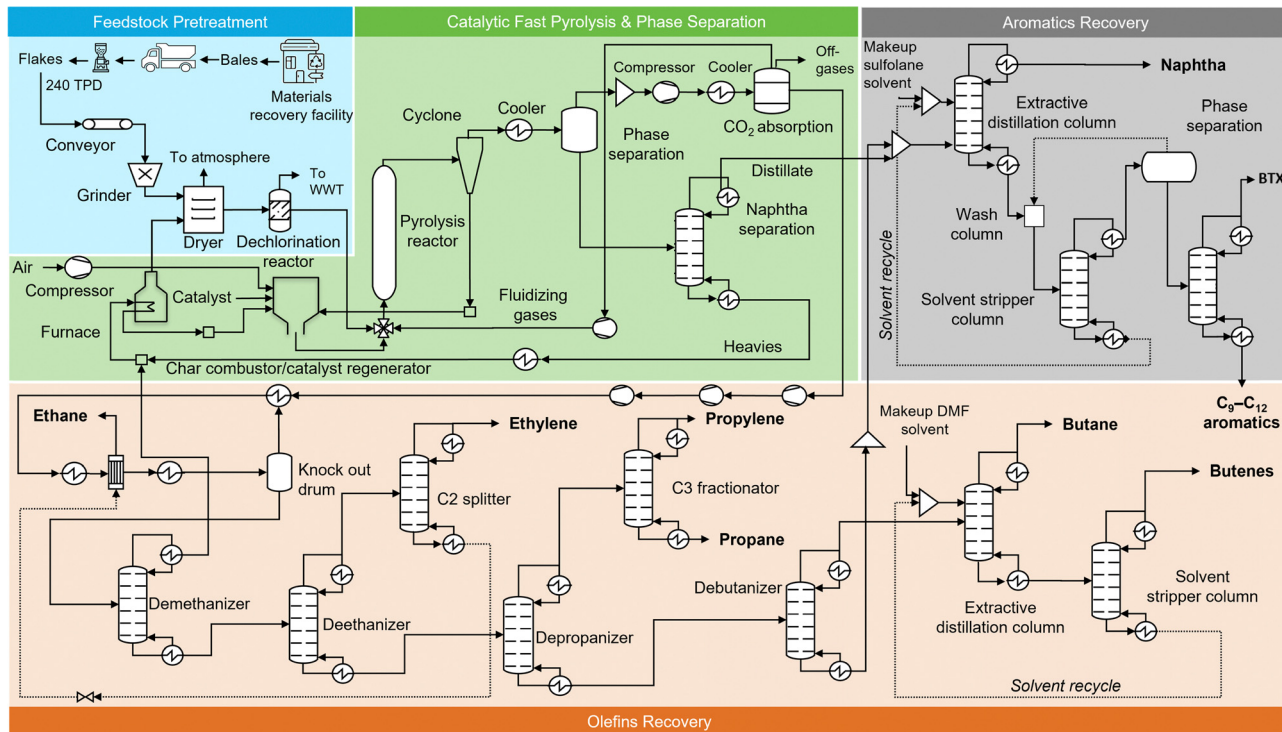 Feedstock Pretreatment
Catalytic Fast Pyrolysis & Phase Separation
Aromatics Recovery
Flakes
Bales
240 TPD
Materials
recovery facility
Conveyor
To atmosphere
Grinder
To
WWT
Dryer
Dechlorination
reactor
Cyclone
Cooler
Compressor
Cooler
Off-
gases
CO₂ absorption
Phase
separation
Distillate
Naphtha
separation
Pyrolysis
reactor
Air
Compressor
Catalyst
Furnace
Fluidizing
gases
Heavies
Char combustor/catalyst regenerator
Makeup
sulfolane
solvent
Naphtha
Extractive
distillation column
Phase
separation
BTX
Wash
column
Solvent recycle
Solvent stripper
column
C₉–C₁₂
aromatics
Ethane
Ethylene
Propylene
Makeup DMF
solvent
Butane
Butenes
Knock out
drum
C2 splitter
C3 fractionator
Propane
Demethanizer
Deethanizer
Depropanizer
Debutanizer
Extractive
distillation column
Solvent
stripper column
Solvent recycle
Olefins Recovery